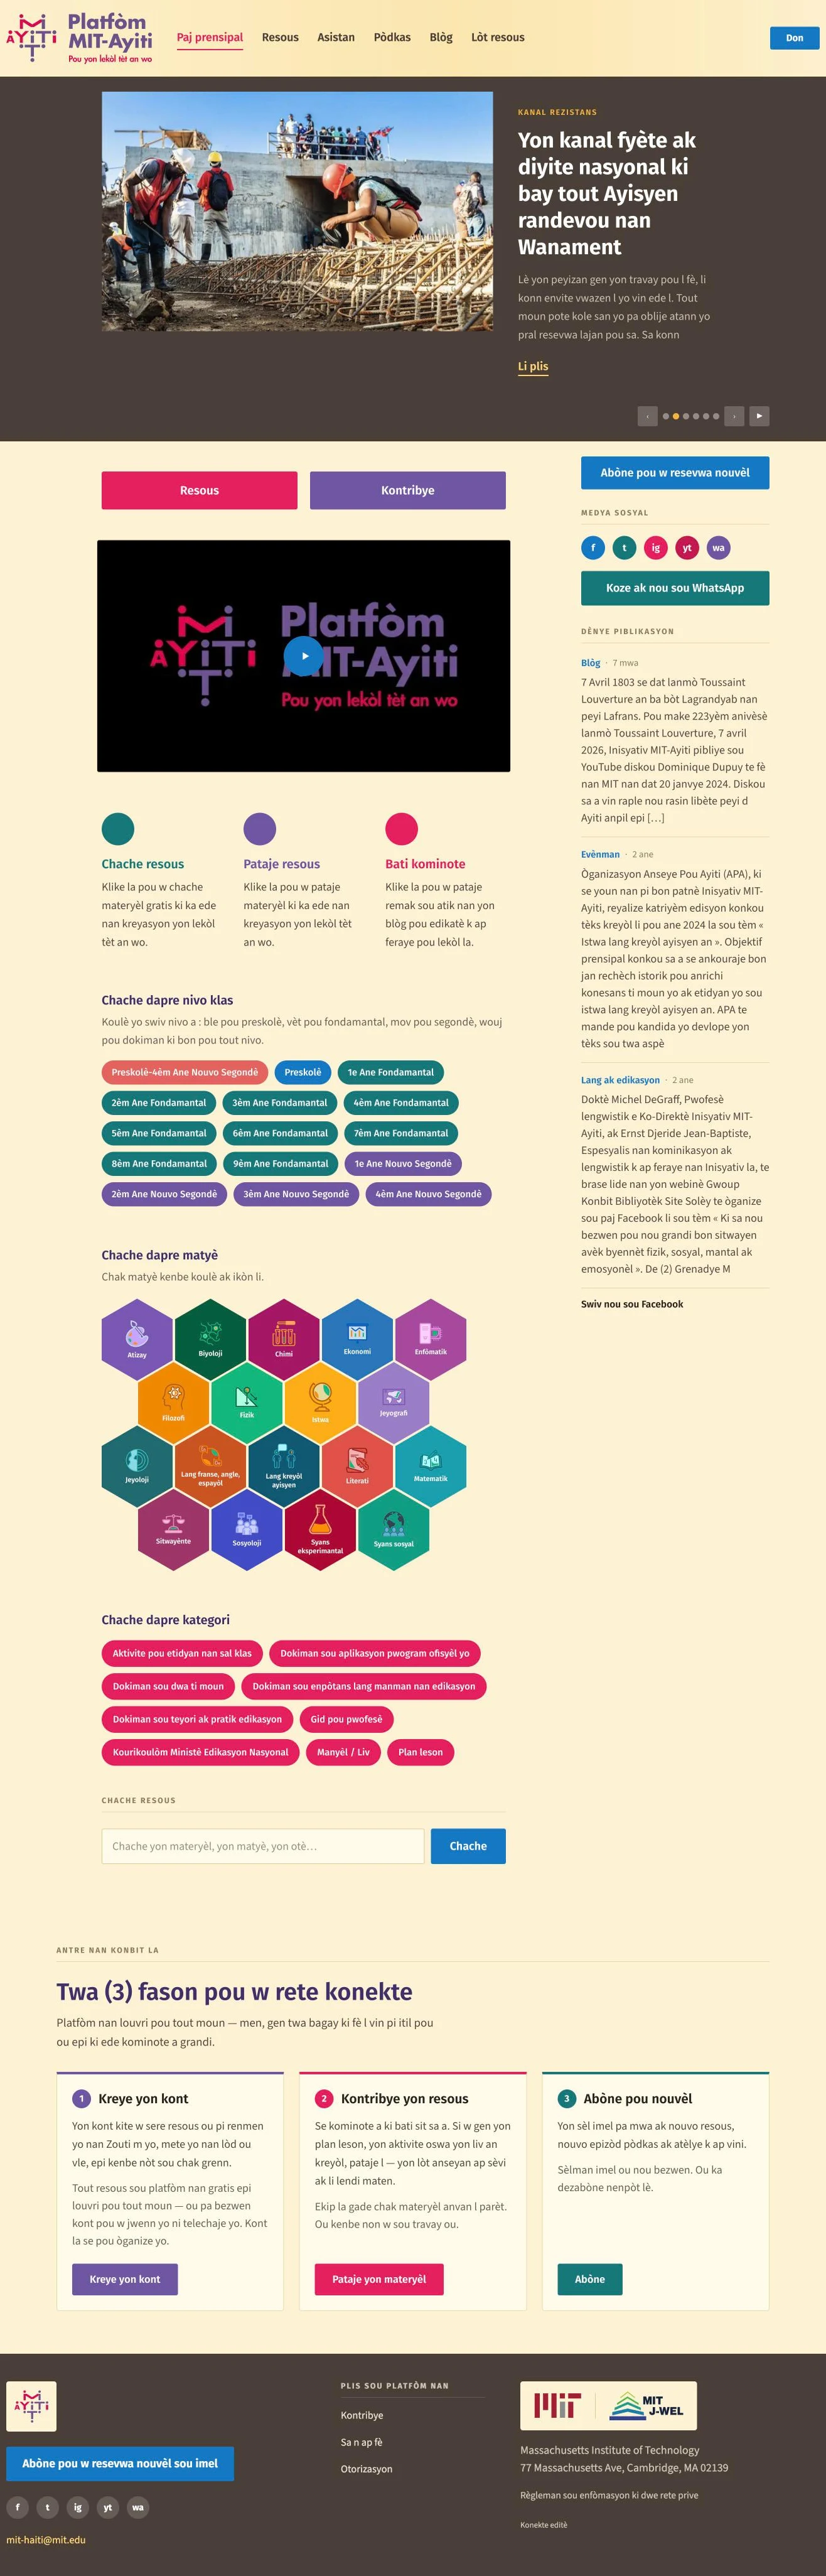 AYITI
Platfòm
MIT-Ayiti
Pou yon lekòl tèt an wo
Paj prensipal
Resous
Asistan
Pòdkas
Blòg
Lòt resous
Don
KANAL REZISTANS
Yon kanal fyète ak
diyite nasyonal ki
bay tout Ayisyen
randevou nan
Wanament
Lè yon peyizan gen yon travay pou l fè, li
konn envite vwazen l yo vin ede l. Tout
moun pote kole san yo pa oblije atann yo
pral resevwa lajan pou sa. Sa konn
Li plis
Resous
Kontribye
AYITI
Platfòm
MIT-Ayiti
Pou yon lekòl tèt an wo
Chache resous
Klike la pou w chache
materyèl gratis ki ka ede
nan kreyasyon yon lekòl
tèt an wo.
Pataje resous
Klike la pou w pataje
materyèl ki ka ede nan
kreyasyon yon lekòl tèt
an wo.
Bati kominote
Klike la pou w pataje
remak sou atik nan yon
blòg pou edikatè k ap
feraye pou lekòl la.
Chache dapre nivo klas
Koulè yo swiv nivo a : ble pou preskolè, vèt pou fondamantal, mov pou segondè, wouj
pou dokiman ki bon pou tout nivo.
Preskolè-4èm Ane Nouvo Segondè
Preskolè
1e Ane Fondamantal
2èm Ane Fondamantal
3èm Ane Fondamantal
4èm Ane Fondamantal
5èm Ane Fondamantal
6èm Ane Fondamantal
7èm Ane Fondamantal
8èm Ane Fondamantal
9èm Ane Fondamantal
1e Ane Nouvo Segondè
2èm Ane Nouvo Segondè
3èm Ane Nouvo Segondè
4èm Ane Nouvo Segondè
Chache dapre matyè
Chak matyè kenbe koulè ak ikòn li.
Atizay
Biyoloji
Chimi
Ekonomi
Enfòmatik
Filozofi
Fizik
Istwa
Jeyografi
Jeyoloji
Lang franse, angle,
espayòl
Lang kreyòl
ayisyen
Literati
Matematik
Sitwayènte
Sosyoloji
Syans
eksperimantal
Syans sosyal
Chache dapre kategori
Aktivite pou etidyan nan sal klas
Dokiman sou aplikasyon pwogram ofisyèl yo
Dokiman sou dwa ti moun
Dokiman sou enpòtans lang manman nan edikasyon
Dokiman sou teyori ak pratik edikasyon
Gid pou pwofesè
Kourikoulòm Ministè Edikasyon Nasyonal
Manyèl / Liv
Plan leson
CHACHE RESOUS
Chache yon materyèl, yon matyè, yon otè…
Chache
Abòne pou w resevwa nouvèl
MEDYA SOSYAL
f
t
ig
yt
wa
Koze ak nou sou WhatsApp
DÈNYE PIBLIKASYON
Blòg · 7 mwa
7 Avril 1803 se dat lanmò Toussaint
Louverture an ba bòt Lagrandyab nan
peyi Lafrans. Pou make 223yèm anivèsè
lanmò Toussaint Louverture, 7 avril
2026, Inisyativ MIT-Ayiti pibliye sou
YouTube diskou Dominique Dupuy te fè
nan MIT nan dat 20 janvye 2024. Diskou
sa a vin raple nou rasin libète peyi d
Ayiti anpil epi […]
Evènman · 2 ane
Òganizasyon Anseye Pou Ayiti (APA), ki
se youn nan pi bon patnè Inisyativ MIT-
Ayiti, reyalize katriyèm edisyon konkou
tèks kreyòl li pou ane 2024 la sou tèm «
Istwa lang kreyòl ayisyen an ». Objektif
prensipal konkou sa a se ankouraje bon
jan rechèch istorik pou anrichi
konesans ti moun yo ak etidyan yo sou
istwa lang kreyòl ayisyen an. APA te
mande pou kandida yo devlope yon
tèks sou twa aspè
Lang ak edikasyon · 2 ane
Doktè Michel DeGraff, Pwofesè
lengwistik e Ko-Direktè Inisyativ MIT-
Ayiti, ak Ernst Djeride Jean-Baptiste,
Espesyalis nan kominikasyon ak
lengwistik k ap feraye nan Inisyativ la, te
brase lide nan yon webinè Gwoup
Konbit Bibliyotèk Site Solèy te òganize
sou paj Facebook li sou tèm « Ki sa nou
bezwen pou nou grandi bon sitwayen
avèk byennèt fizik, sosyal, mantal ak
emosyonèl ». De (2) Grenadye M
Swiv nou sou Facebook
ANTRE NAN KONBIT LA
Twa (3) fason pou w rete konekte
Platfòm nan louvri pou tout moun — men, gen twa bagay ki fè l vin pi itil pou
ou epi ki ede kominote a grandi.
1 Kreye yon kont
Yon kont kite w sere resous ou pi renmen
yo nan Zouti m yo, mete yo nan lòd ou
vle, epi kenbe nòt sou chak grenn.
Tout resous sou platfòm nan gratis epi
louvri pou tout moun — ou pa bezwen
kont pou w jwenn yo ni telechaje yo. Kont
la se pou òganize yo.
Kreye yon kont
2 Kontribye yon resous
Se kominote a ki bati sit sa a. Si w gen yon
plan leson, yon aktivite oswa yon liv an
kreyòl, pataje l — yon lòt anseyan ap sèvi
ak li lendi maten.
Ekip la gade chak materyèl anvan l parèt.
Ou kenbe non w sou travay ou.
Pataje yon materyèl
3 Abòne pou nouvèl
Yon sèl imel pa mwa ak nouvo resous,
nouvo epizòd pòdkas ak atèlye k ap vini.
Sèlman imel ou nou bezwen. Ou ka
dezabòne nenpòt lè.
Abòne
AYITI
Abòne pou w resevwa nouvèl sou imel
f
t
ig
yt
wa
mit-haiti@mit.edu
PLIS SOU PLATFÒM NAN
Kontribye
Sa n ap fè
Otorizasyon
MIT
MIT
J-WEL
Massachusetts Institute of Technology
77 Massachusetts Ave, Cambridge, MA 02139
Règleman sou enfòmasyon ki dwe rete prive
Konekte editè